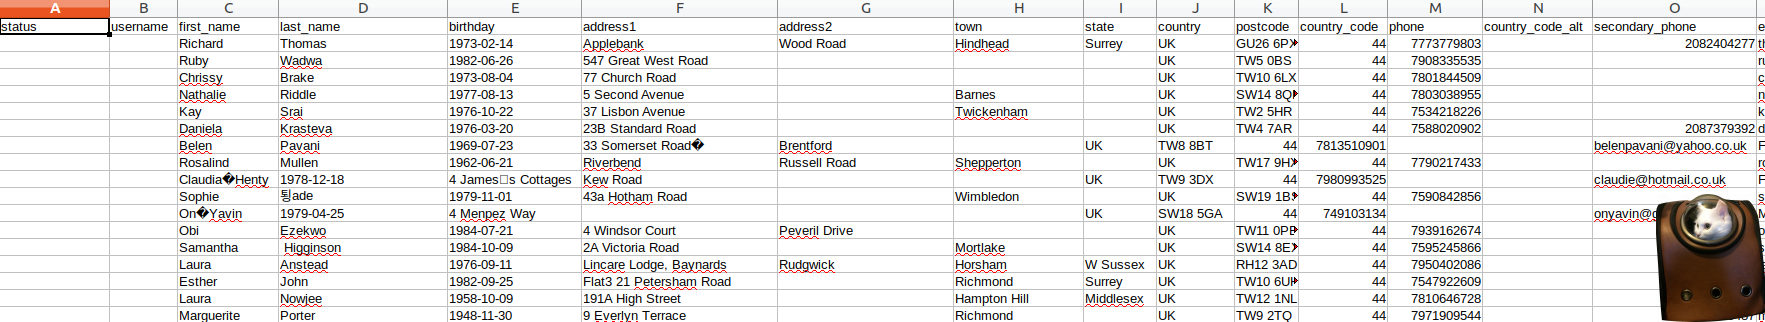 A B C D E F G H I J K L M N O
status username first_name last_name birthday address1 address2 town state country postcode country_code phone country_code_alt secondary_phone e
Richard Thomas 1973-02-14 Applebank Wood Road Hindhead Surrey UK GU26 6PX 44 7773779803 2082404277 th
Ruby Wadwa 1982-06-26 547 Great West Road UK TW5 0BS 44 7908335535 ru
Chrissy Brake 1973-08-04 77 Church Road UK TW10 6LX 44 7801844509 c
Nathalie Riddle 1977-08-13 5 Second Avenue Barnes UK SW14 8Q 44 7803038955 n
Kay Srai 1976-10-22 37 Lisbon Avenue Twickenham UK TW2 5HR 44 7534218226 k
Daniela Krasteva 1976-03-20 23B Standard Road UK TW4 7AR 44 7588020902 2087379392 d
Belen Pavani 1969-07-23 33 Somerset Road� Brentford UK TW8 8BT 44 7813510901 belenpavani@yahoo.co.uk F
Rosalind Mullen 1962-06-21 Riverbend Russell Road Shepperton UK TW17 9HX 44 7790217433 ro
Claudia�Henty 1978-12-18 4 James□s Cottages Kew Road UK TW9 3DX 44 7980993525 claudie@hotmail.co.uk F
Sophie 튕ade 1979-11-01 43a Hotham Road Wimbledon UK SW19 1B 44 7590842856 s
On�Yavin 1979-04-25 4 Menpez Way UK SW18 5GA 44 749103134 onyavin@g M
Obi Ezekwo 1984-07-21 4 Windsor Court Peveril Drive UK TW11 0P 44 7939162674 o
Samantha Higginson 1984-10-09 2A Victoria Road Mortlake UK SW14 8E 44 7595245866
Laura Anstead 1976-09-11 Lincare Lodge, Baynards Rudgwick Horsham W Sussex UK RH12 3AD 44 7950402086
Esther John 1982-09-25 Flat3 21 Petersham Road Richmond Surrey UK TW10 6U 44 7547922609
Laura Nowjee 1958-10-09 191A High Street Hampton Hill Middlesex UK TW12 1NL 44 7810646728
Marguerite Porter 1948-11-30 9 Everlyn Terrace Richmond UK TW9 2TQ 44 7971909544